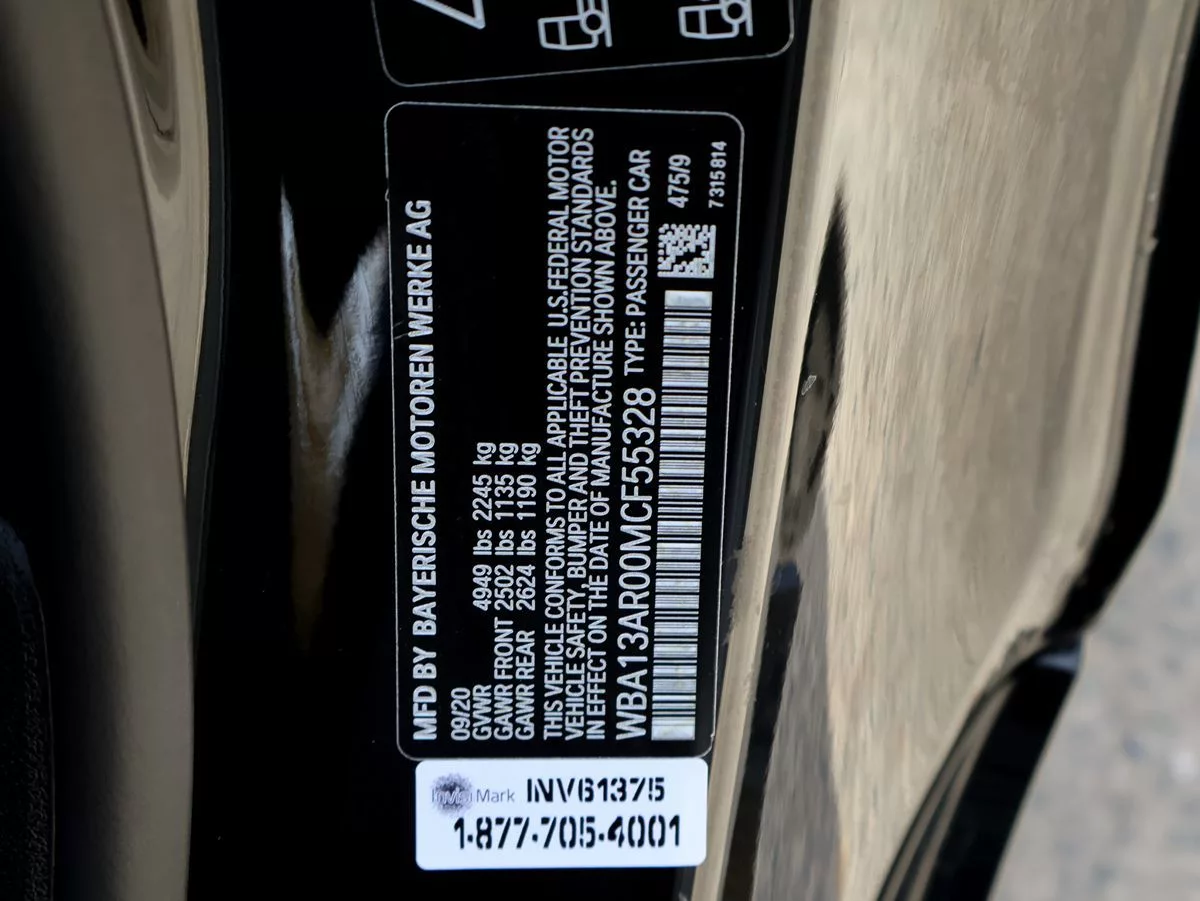 MFD BY BAYERISCHE MOTOREN WERKE AG
09/20
GVWR 4949 lbs 2245 kg
GAWR FRONT 2502 lbs 1135 kg
GAWR REAR 2624 lbs 1190 kg
THIS VEHICLE CONFORMS TO ALL APPLICABLE U.S.FEDERAL MOTOR
VEHICLE SAFETY, BUMPER AND THEFT PREVENTION STANDARDS
IN EFFECT ON THE DATE OF MANUFACTURE SHOWN ABOVE.
WBA13AR00MCF55328 TYPE: PASSENGER CAR
475/9
7 315 814
InvisiMark INV61375
1-877-705-4001